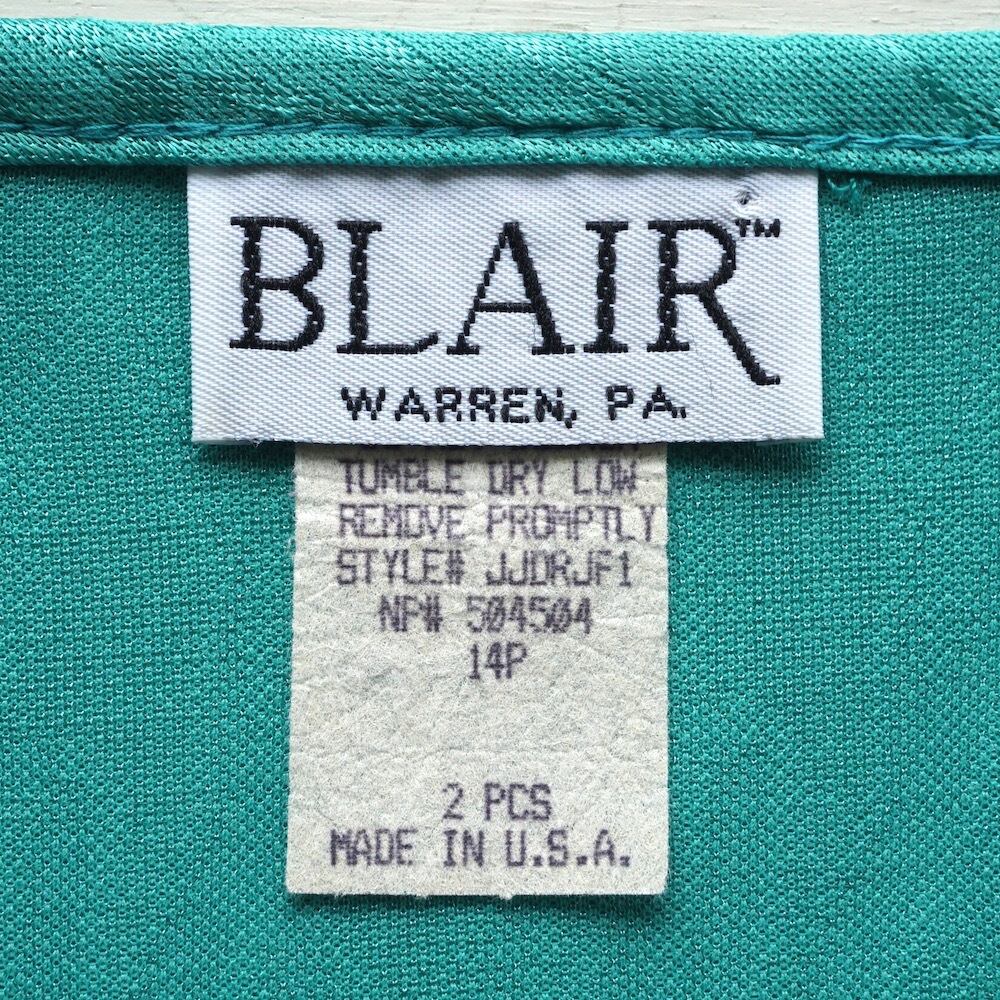 BLAIR™
WARREN, PA.
TUMBLE DRY LOW
REMOVE PROMPTLY
STYLE# JJDRJF1
NP# 504504
14P
2 PCS
MADE IN U.S.A.